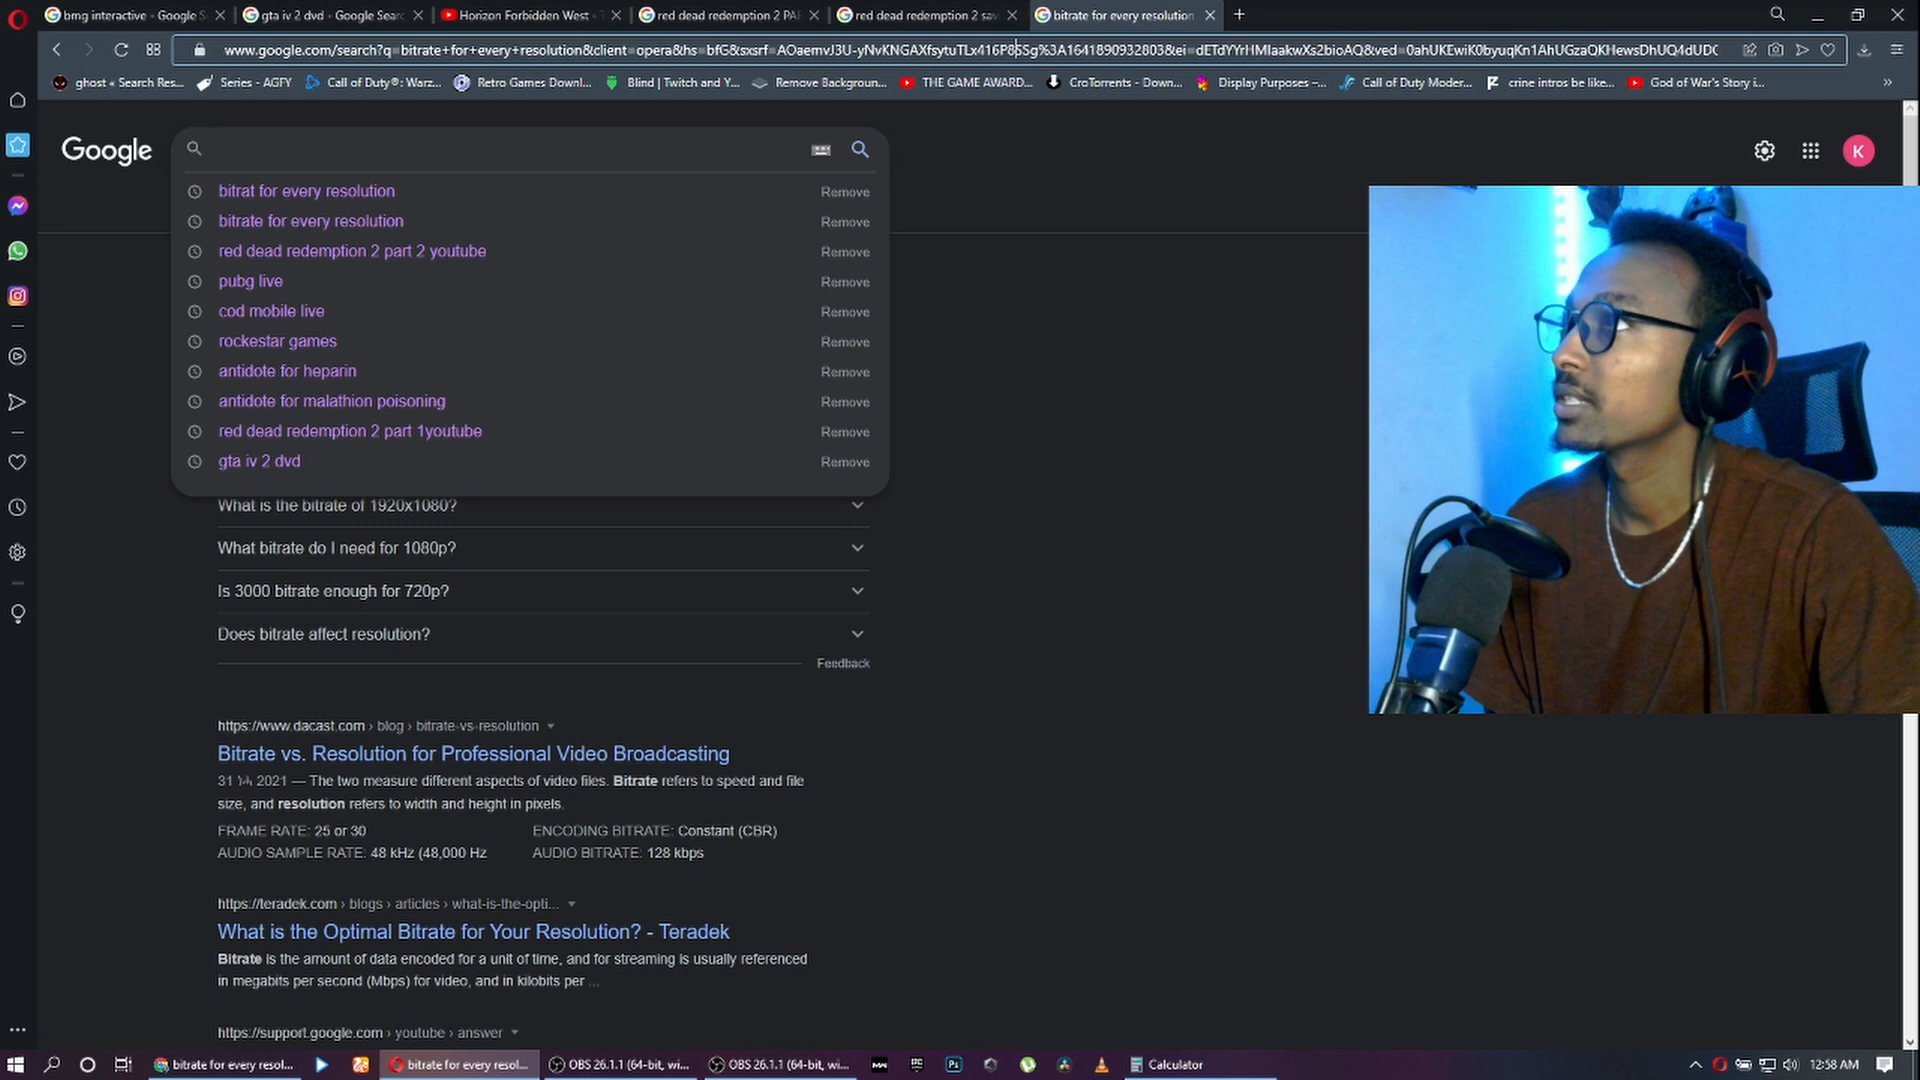 bmg interactive - Google S
gta iv 2 dvd - Google Searc
Horizon Forbidden West - T
red dead redemption 2 PAR
red dead redemption 2 sav
bitrate for every resolution
www.google.com/search?q=bitrate+for+every+resolution&client=opera&hs=bfG&sxsrf=
ghost « Search Res...
Series - AGFY
Call of Duty®: Warz...
Retro Games Downl...
Blind | Twitch and Y...
Remove Backgroun...
THE GAME AWARD...
CroTorrents - Down...
Display Purposes –...
Call of Duty Moder...
crine intros be like...
God of War's Story i...
Google
K
bitrat for every resolution Remove
bitrate for every resolution Remove
red dead redemption 2 part 2 youtube Remove
pubg live Remove
cod mobile live Remove
rockestar games Remove
antidote for heparin Remove
antidote for malathion poisoning Remove
red dead redemption 2 part 1youtube Remove
gta iv 2 dvd Remove
What is the bitrate of 1920x1080?
What bitrate do I need for 1080p?
Is 3000 bitrate enough for 720p?
Does bitrate affect resolution?
Feedback
https://www.dacast.com › blog › bitrate-vs-resolution
Bitrate vs. Resolution for Professional Video Broadcasting
31 2021 — The two measure different aspects of video files. Bitrate refers to speed and file
size, and resolution refers to width and height in pixels.
FRAME RATE: 25 or 30 ENCODING BITRATE: Constant (CBR)
AUDIO SAMPLE RATE: 48 kHz (48,000 Hz AUDIO BITRATE: 128 kbps
https://teradek.com › blogs › articles › what-is-the-opti...
What is the Optimal Bitrate for Your Resolution? - Teradek
Bitrate is the amount of data encoded for a unit of time, and for streaming is usually referenced
in megabits per second (Mbps) for video, and in kilobits per ...
https://support.google.com › youtube › answer
bitrate for every resol...
bitrate for every resol...
OBS 26.1.1 (64-bit, wi...
OBS 26.1.1 (64-bit, wi...
Calculator
12:58 AM